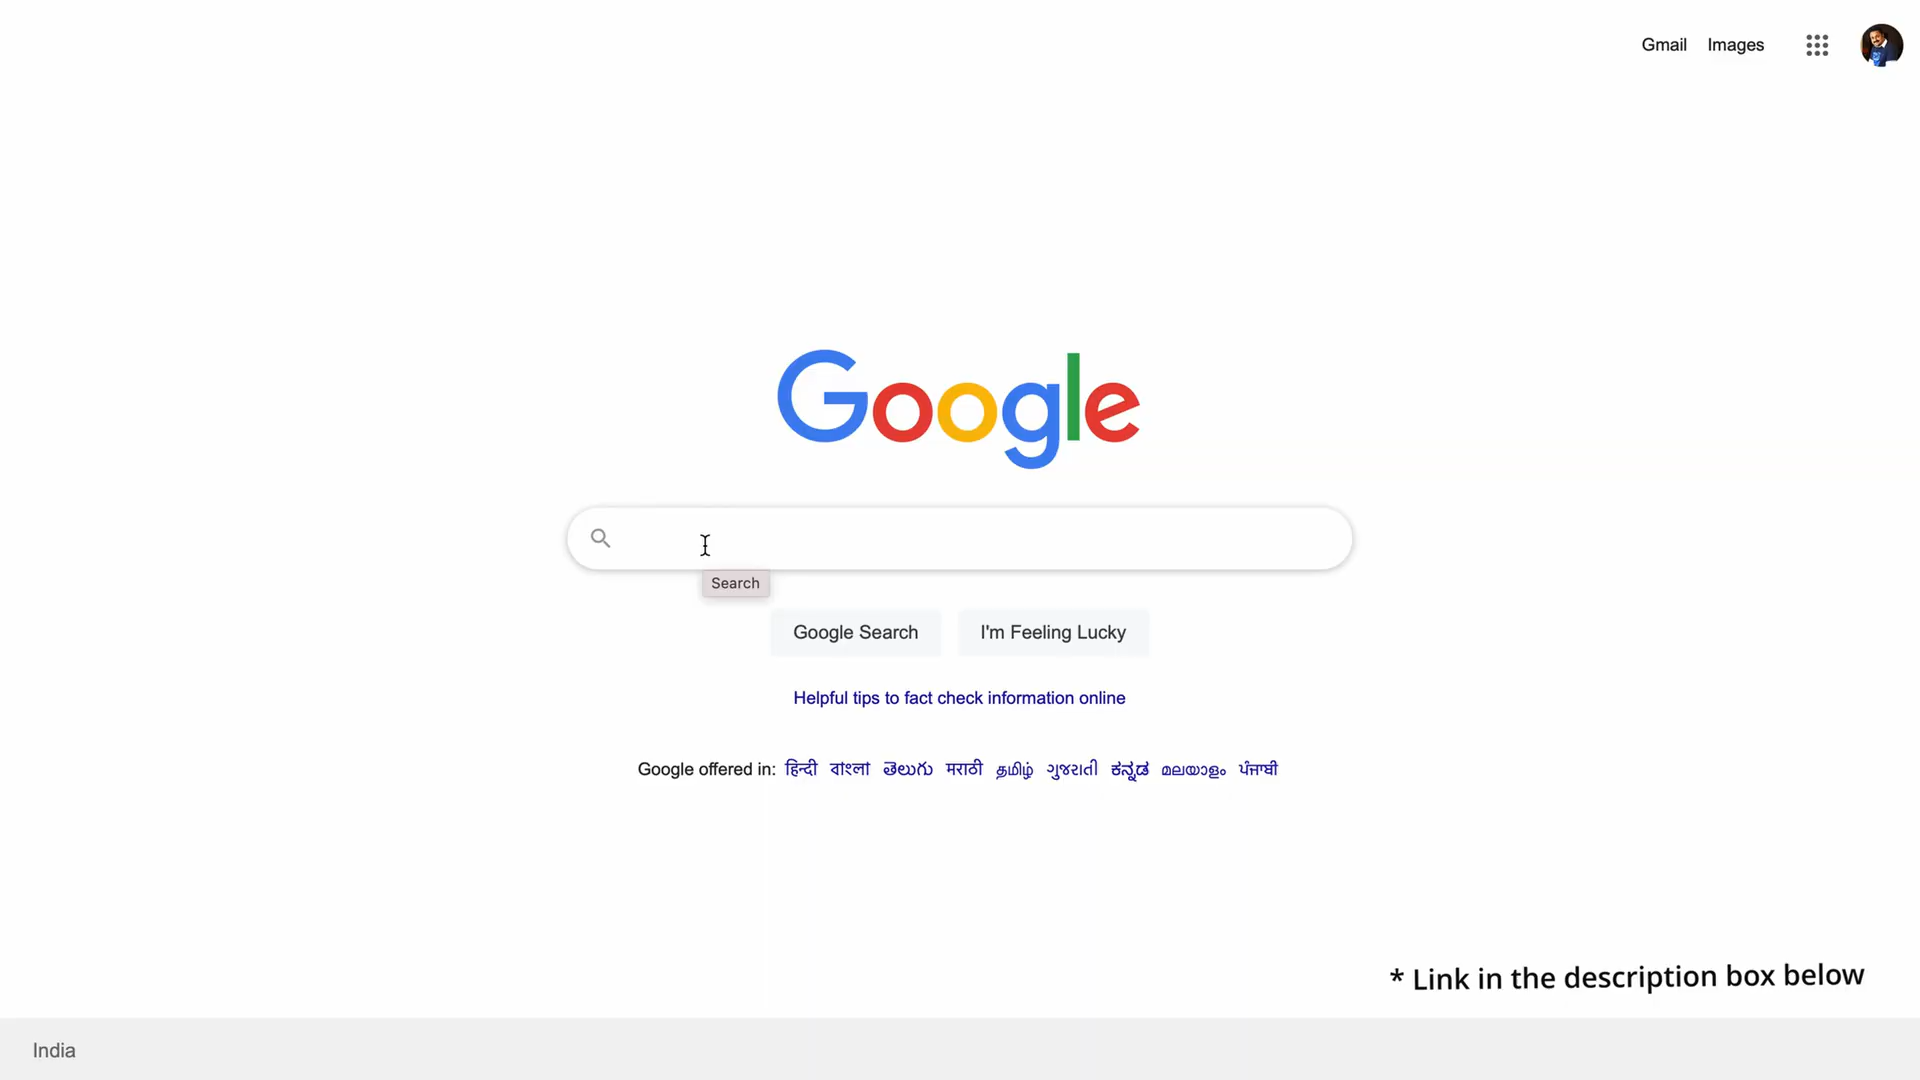 Gmail Images
Google
Search
Google Search I'm Feeling Lucky
Helpful tips to fact check information online
Google offered in: हिन्दी বাংলা తెలుగు मराठी தமிழ் ગુજરાતી ಕನ್ನಡ മലയാളം ਪੰਜਾਬੀ
* Link in the description box below
India